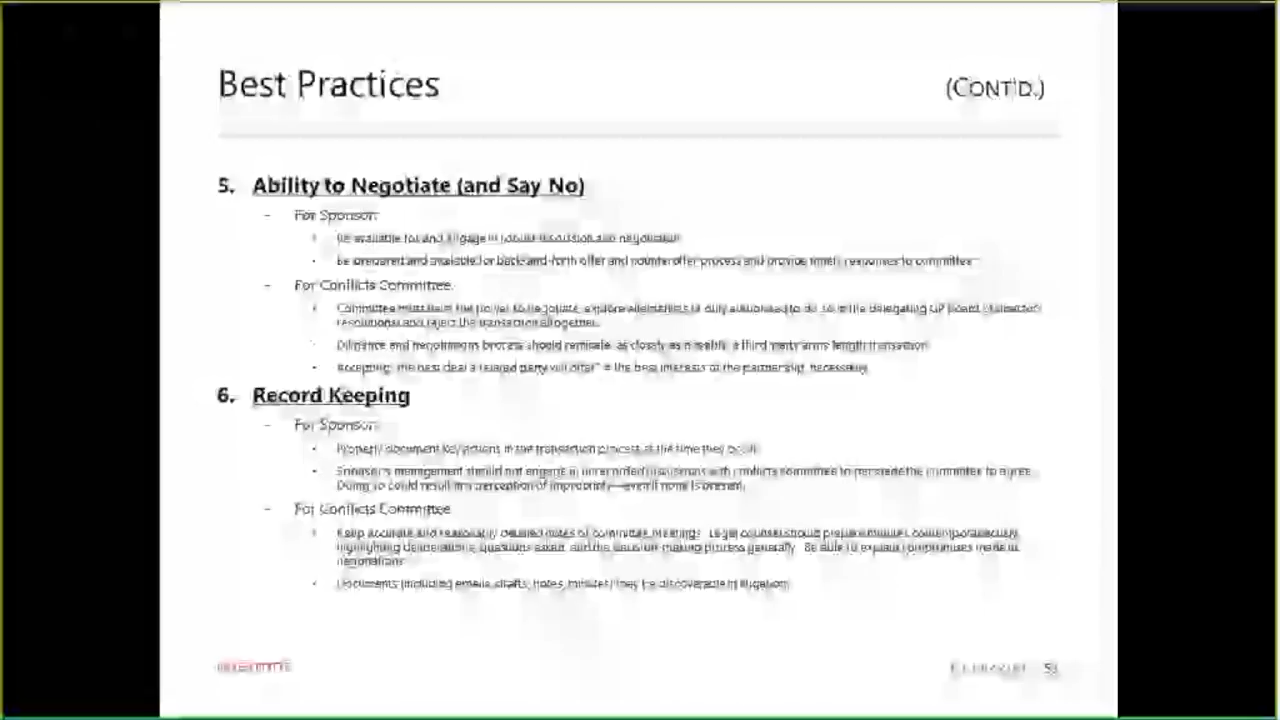 Best Practices
(CONT'D.)
5. Ability to Negotiate (and Say No)
– For Sponsor:
• Be available for and engage in robust discussion and negotiation
• Be prepared and available for back-and-forth offer and counteroffer process and provide timely responses to committee
– For Conflicts Committee
• Committee must have the power to negotiate, explore alternatives if duly authorized to do so in the delegating GP board of directors
resolutions and reject the transaction altogether.
• Diligence and negotiations process should replicate, as closely as possible, a third party arms length transaction
• Accepting "the best deal a related party will offer" ≠ the best interests of the partnership, necessarily
6. Record Keeping
– For Sponsor:
• Properly document key actions in the transaction process at the time they occur
• Sponsor's management should not engage in unrecorded discussions with conflicts committee to persuade the committee to agree.
Doing so could result in a perception of impropriety—even if none is present.
– For Conflicts Committee
• Keep accurate and reasonably detailed notes of committee meetings. Legal counsel should prepare minutes contemporaneously,
highlighting deliberations, questions asked, and the decision-making process generally. Be able to explain compromises made in
negotiations
• Documents (including emails, drafts, notes, minutes) may be discoverable in litigation